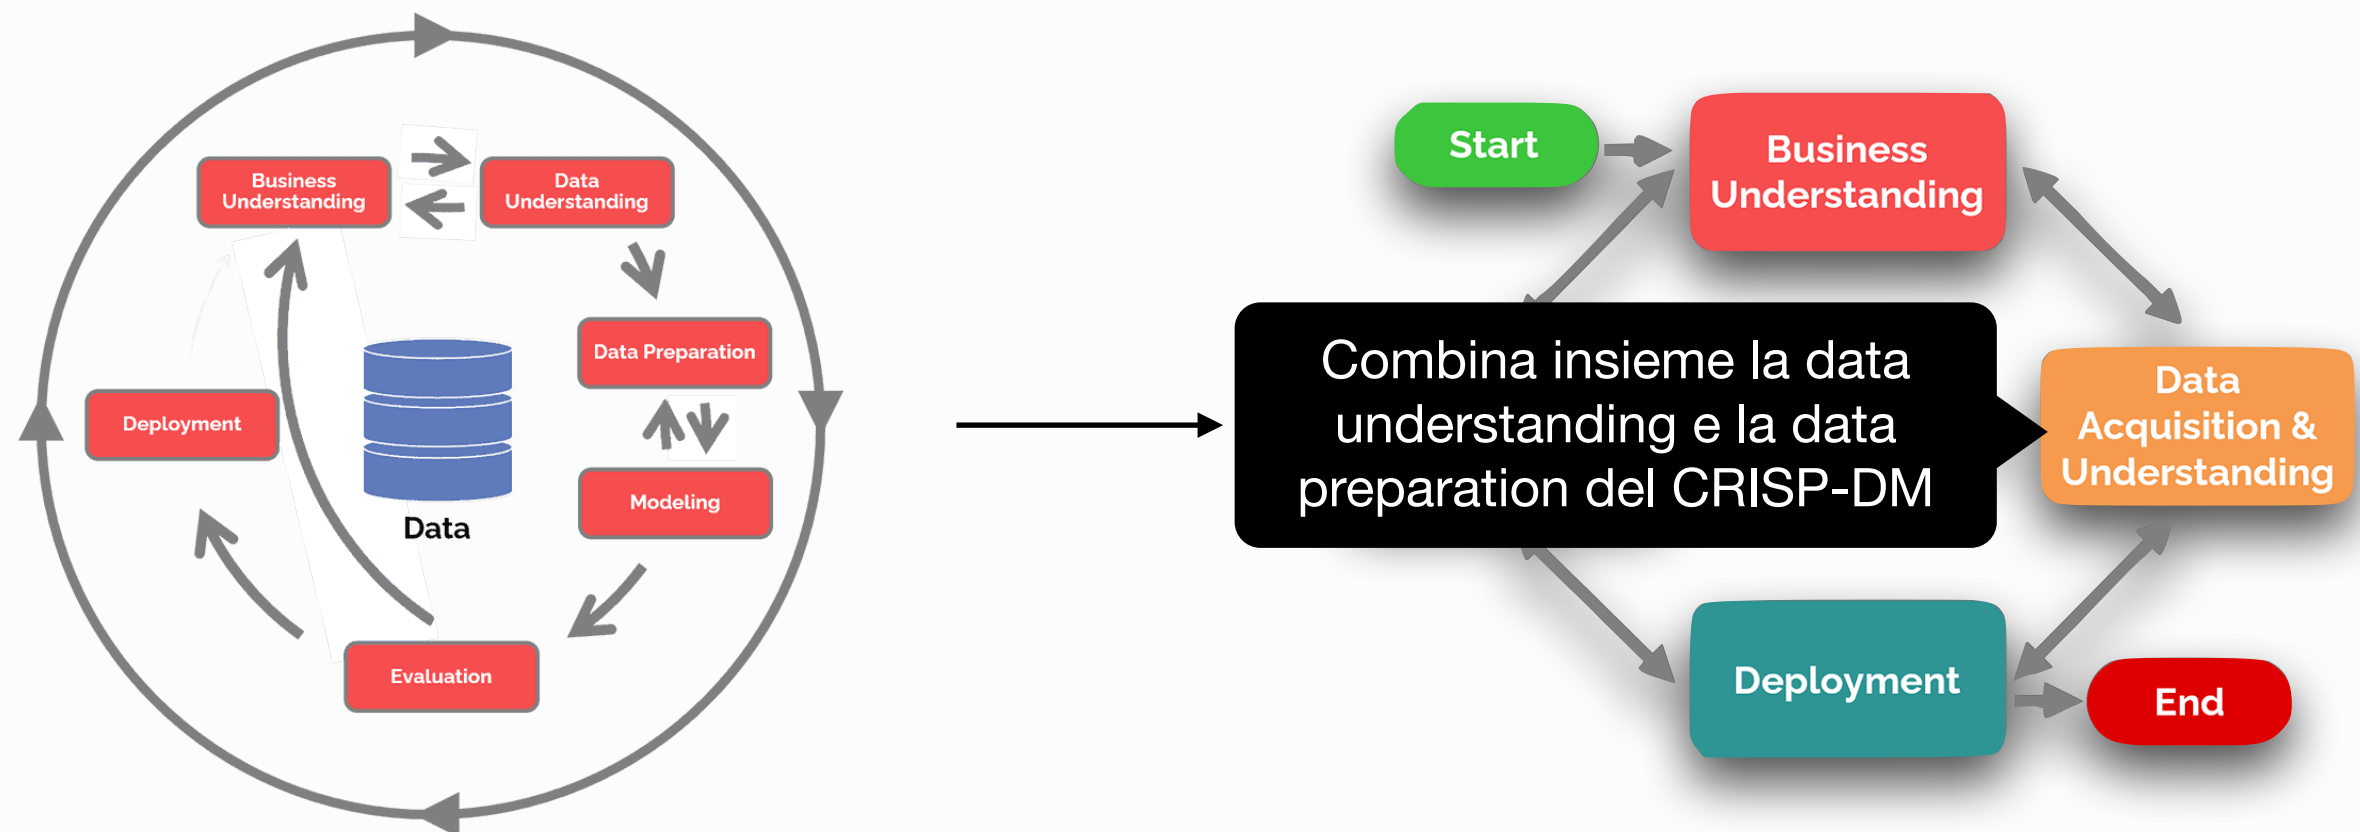 Business
Understanding
Data
Understanding
Data Preparation
Modeling
Evaluation
Deployment
Data
Start
Business
Understanding
Combina insieme la data
understanding e la data
preparation del CRISP-DM
Data
Acquisition &
Understanding
Deployment
End